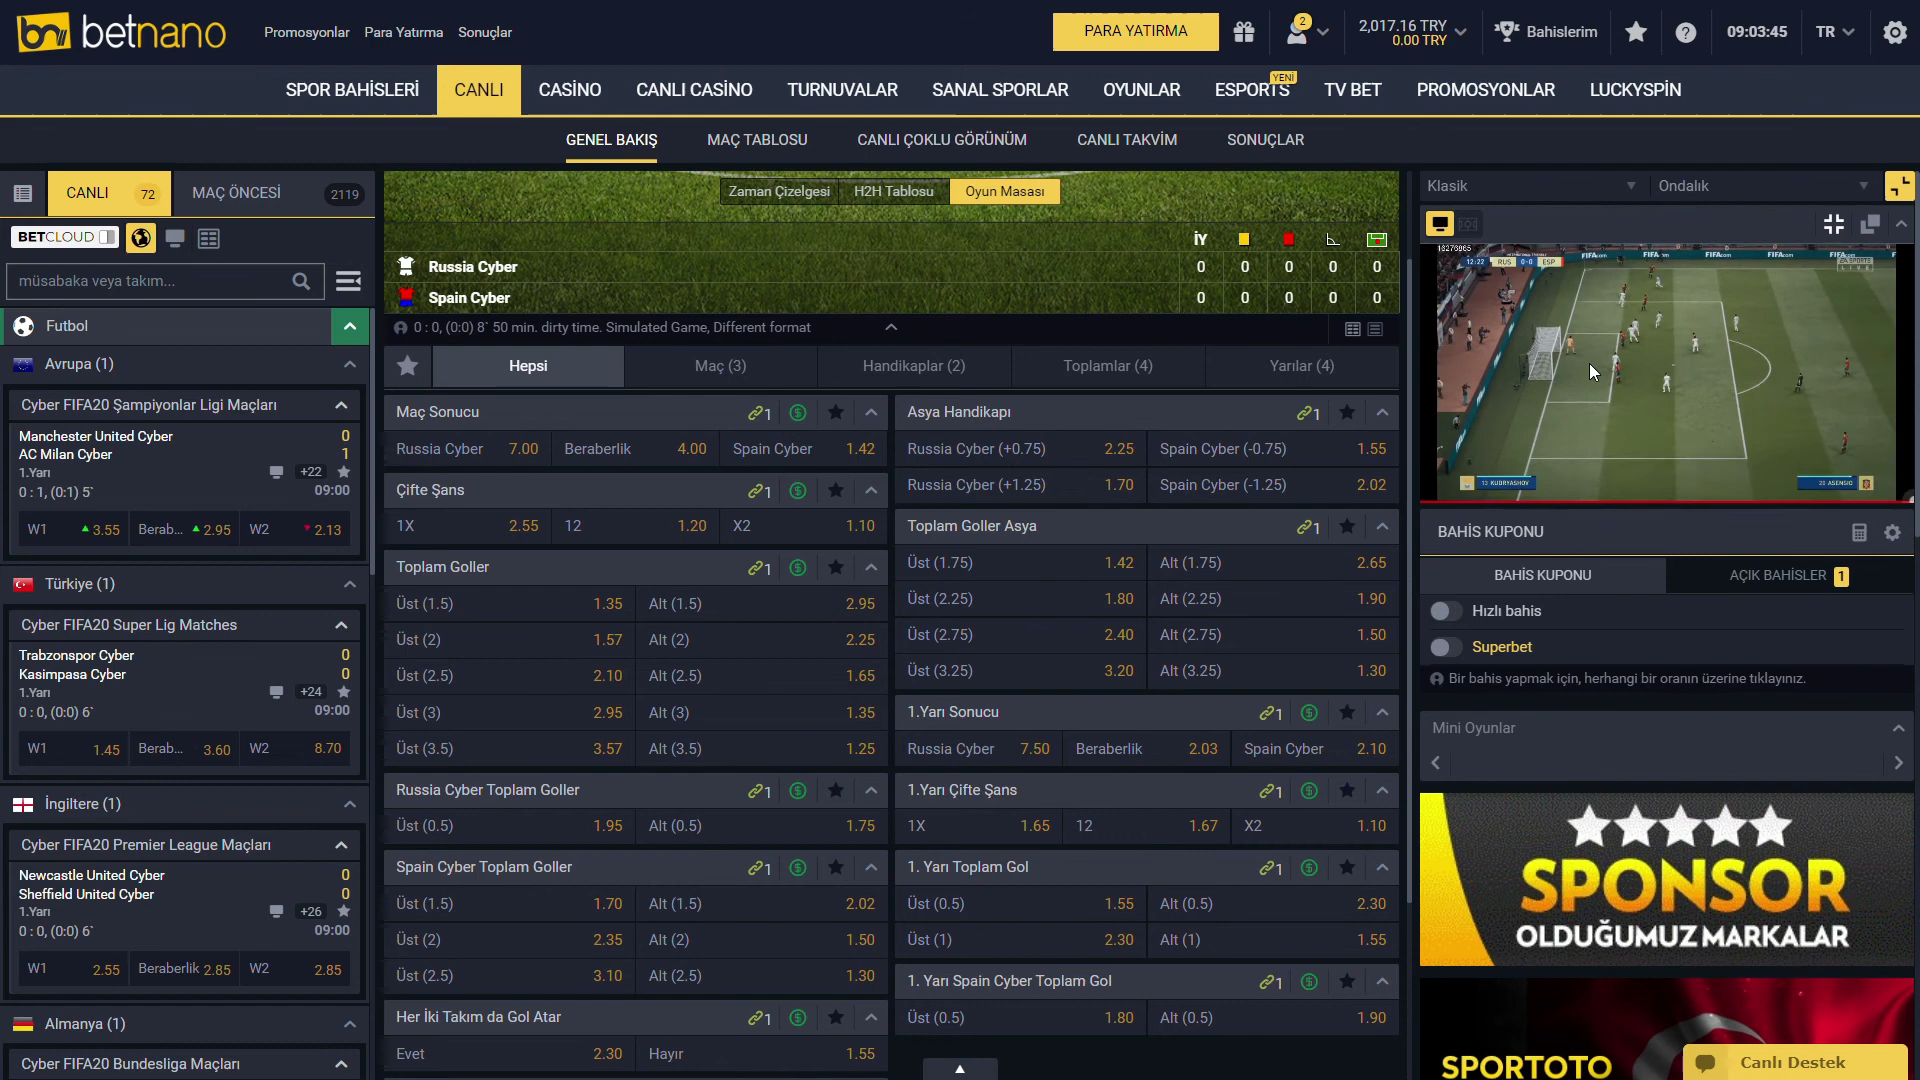 betnano
Promosyonlar Para Yatırma Sonuçlar
PARA YATIRMA
2
2,017.16 TRY
0.00 TRY
Bahislerim
09:03:45
TR
SPOR BAHİSLERİ CANLI CASİNO CANLI CASİNO TURNUVALAR SANAL SPORLAR OYUNLAR ESPORTS YENİ TV BET PROMOSYONLAR LUCKYSPİN
GENEL BAKIŞ MAÇ TABLOSU CANLI ÇOKLU GÖRÜNÜM CANLI TAKVİM SONUÇLAR
CANLI 72 MAÇ ÖNCESİ 2119
BETCLOUD
müsabaka veya takım...
Futbol
Avrupa (1)
Cyber FIFA20 Şampiyonlar Ligi Maçları
Manchester United Cyber 0
AC Milan Cyber 1
1.Yarı +22
0 : 1, (0:1) 5` 09:00
W1 3.55 Berab... 2.95 W2 2.13
Türkiye (1)
Cyber FIFA20 Super Lig Matches
Trabzonspor Cyber 0
Kasimpasa Cyber 0
1.Yarı +24
0 : 0, (0:0) 6` 09:00
W1 1.45 Berab... 3.60 W2 8.70
İngiltere (1)
Cyber FIFA20 Premier League Maçları
Newcastle United Cyber 0
Sheffield United Cyber 0
1.Yarı +26
0 : 0, (0:0) 6` 09:00
W1 2.55 Beraberlik 2.85 W2 2.85
Almanya (1)
Cyber FIFA20 Bundesliga Maçları
Zaman Çizelgesi H2H Tablosu Oyun Masası
İY
Russia Cyber 0 0 0 0 0
Spain Cyber 0 0 0 0 0
0 : 0, (0:0) 8` 50 min. dirty time. Simulated Game, Different format
Hepsi Maç (3) Handikaplar (2) Toplamlar (4) Yarılar (4)
Maç Sonucu 1
Russia Cyber 7.00 Beraberlik 4.00 Spain Cyber 1.42
Çifte Şans 1
1X 2.55 12 1.20 X2 1.10
Toplam Goller 1
Üst (1.5) 1.35 Alt (1.5) 2.95
Üst (2) 1.57 Alt (2) 2.25
Üst (2.5) 2.10 Alt (2.5) 1.65
Üst (3) 2.95 Alt (3) 1.35
Üst (3.5) 3.57 Alt (3.5) 1.25
Russia Cyber Toplam Goller 1
Üst (0.5) 1.95 Alt (0.5) 1.75
Spain Cyber Toplam Goller 1
Üst (1.5) 1.70 Alt (1.5) 2.02
Üst (2) 2.35 Alt (2) 1.50
Üst (2.5) 3.10 Alt (2.5) 1.30
Her İki Takım da Gol Atar 1
Evet 2.30 Hayır 1.55
Asya Handikapı 1
Russia Cyber (+0.75) 2.25 Spain Cyber (-0.75) 1.55
Russia Cyber (+1.25) 1.70 Spain Cyber (-1.25) 2.02
Toplam Goller Asya 1
Üst (1.75) 1.42 Alt (1.75) 2.65
Üst (2.25) 1.80 Alt (2.25) 1.90
Üst (2.75) 2.40 Alt (2.75) 1.50
Üst (3.25) 3.20 Alt (3.25) 1.30
1.Yarı Sonucu 1
Russia Cyber 7.50 Beraberlik 2.03 Spain Cyber 2.10
1.Yarı Çifte Şans 1
1X 1.65 12 1.67 X2 1.10
1. Yarı Toplam Gol 1
Üst (0.5) 1.55 Alt (0.5) 2.30
Üst (1) 2.30 Alt (1) 1.55
1. Yarı Spain Cyber Toplam Gol 1
Üst (0.5) 1.80 Alt (0.5) 1.90
Klasik Ondalık
12:22 RUS 0-0 ESP
FIFA.com FIFA.com FIFA.com FIFA.com
EA SPORTS
LIVE
13 KUDRYASHOV
20 ASENSIO
BAHİS KUPONU
BAHİS KUPONU AÇIK BAHİSLER 1
Hızlı bahis
Superbet
Bir bahis yapmak için, herhangi bir oranın üzerine tıklayınız.
Mini Oyunlar
SPONSOR
OLDUĞUMUZ MARKALAR
SPORTOTO
Canlı Destek